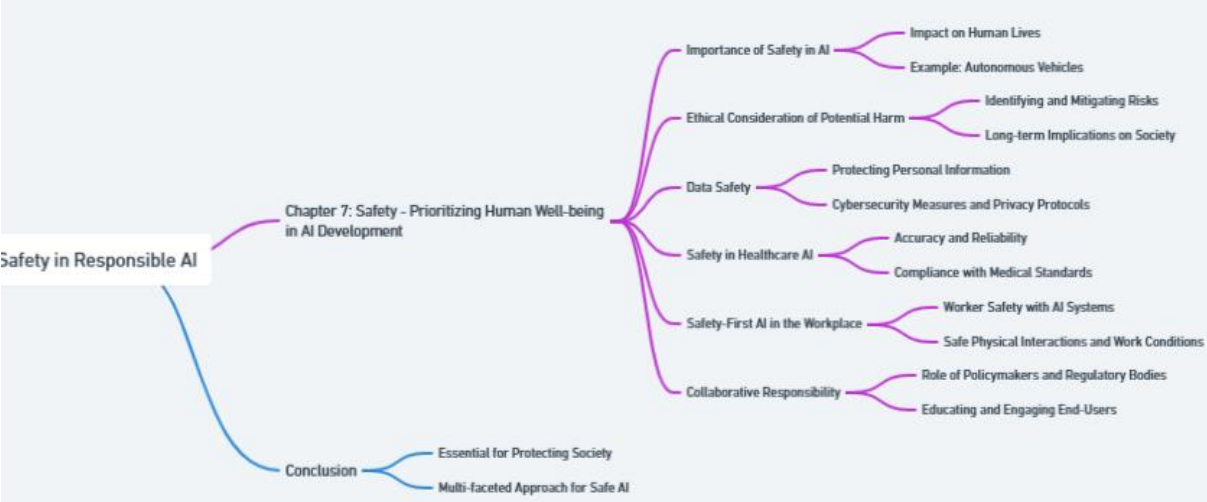 Safety in Responsible AI
Chapter 7: Safety - Prioritizing Human Well-being
in AI Development
Importance of Safety in AI
Impact on Human Lives
Example: Autonomous Vehicles
Ethical Consideration of Potential Harm
Identifying and Mitigating Risks
Long-term Implications on Society
Data Safety
Protecting Personal Information
Cybersecurity Measures and Privacy Protocols
Safety in Healthcare AI
Accuracy and Reliability
Compliance with Medical Standards
Safety-First AI in the Workplace
Worker Safety with AI Systems
Safe Physical Interactions and Work Conditions
Collaborative Responsibility
Role of Policymakers and Regulatory Bodies
Educating and Engaging End-Users
Conclusion
Essential for Protecting Society
Multi-faceted Approach for Safe AI